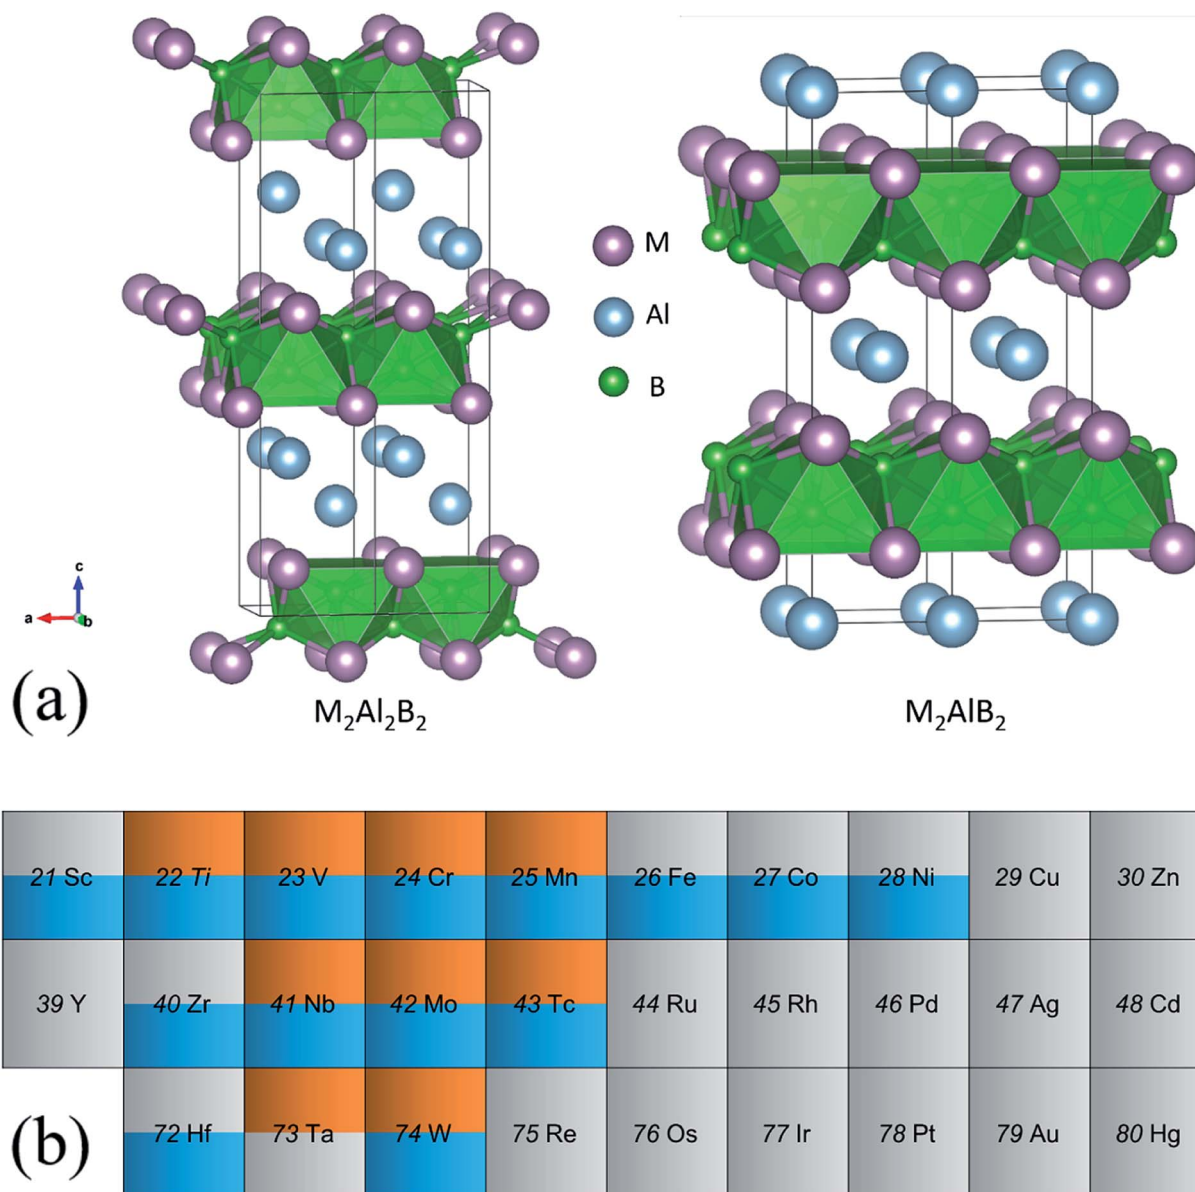 M
Al
B
c
a
b
(a)
M₂Al₂B₂
M₂AlB₂
21 Sc 22 Ti 23 V 24 Cr 25 Mn 26 Fe 27 Co 28 Ni 29 Cu 30 Zn
39 Y 40 Zr 41 Nb 42 Mo 43 Tc 44 Ru 45 Rh 46 Pd 47 Ag 48 Cd
(b)
72 Hf 73 Ta 74 W 75 Re 76 Os 77 Ir 78 Pt 79 Au 80 Hg